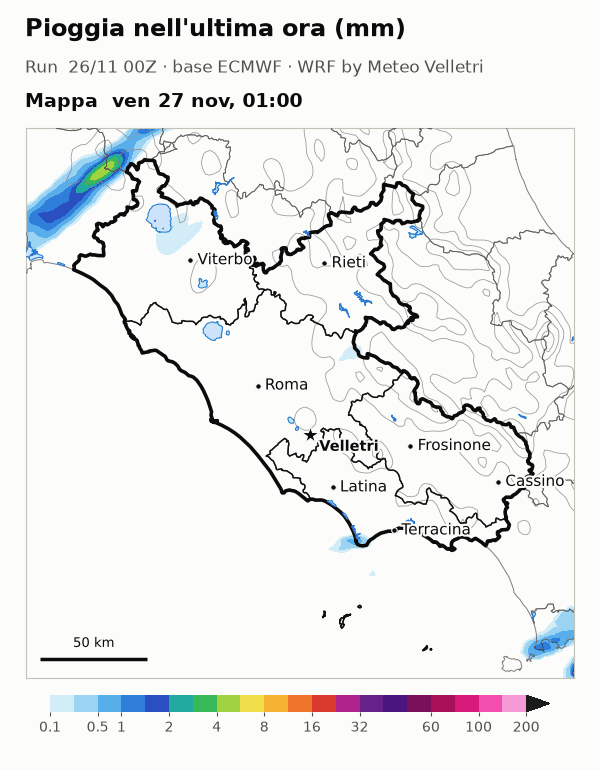 Pioggia nell'ultima ora (mm)
Run  26/11 00Z · base ECMWF · WRF by Meteo Velletri
Mappa  ven 27 nov, 01:00
Viterbo
Rieti
Roma
Velletri
Frosinone
Latina
Cassino
Terracina
50 km
0.1 0.5 1 2 4 8 16 32 60 100 200